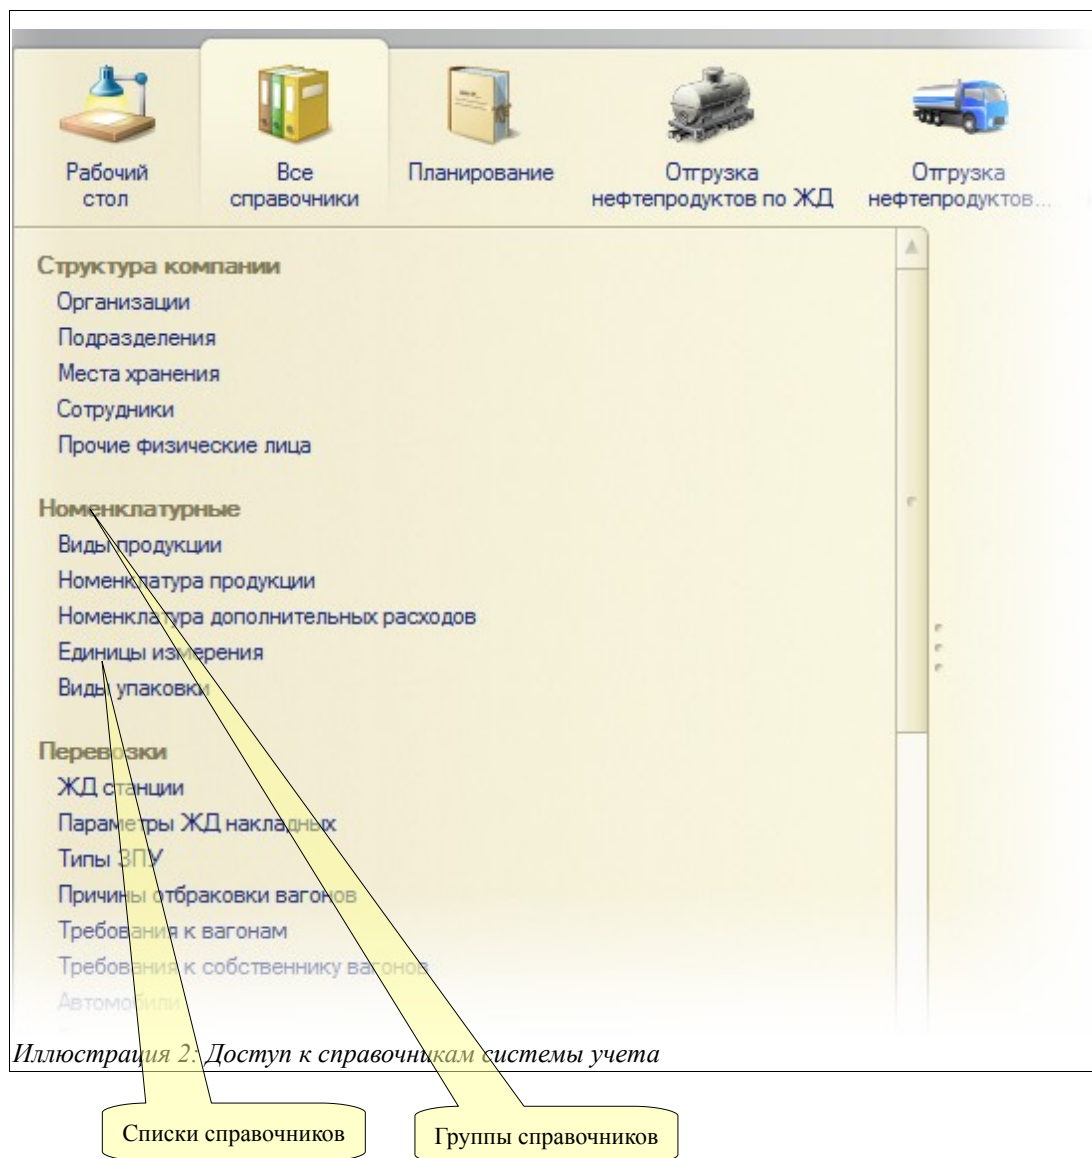 Рабочий
стол
Все
справочники
Планирование
Отгрузка
нефтепродуктов по ЖД
Отгрузка
нефтепродуктов...
Структура компании
Организации
Подразделения
Места хранения
Сотрудники
Прочие физические лица
Номенклатурные
Виды продукции
Номенклатура продукции
Номенклатура дополнительных расходов
Единицы измерения
Виды упаковки
Перевозки
ЖД станции
Параметры ЖД накладных
Типы ЗПУ
Причины отбраковки вагонов
Требования к вагонам
Требования к собственнику вагонов
Автомобили
Иллюстрация 2: Доступ к справочникам системы учета
Списки справочников
Группы справочников